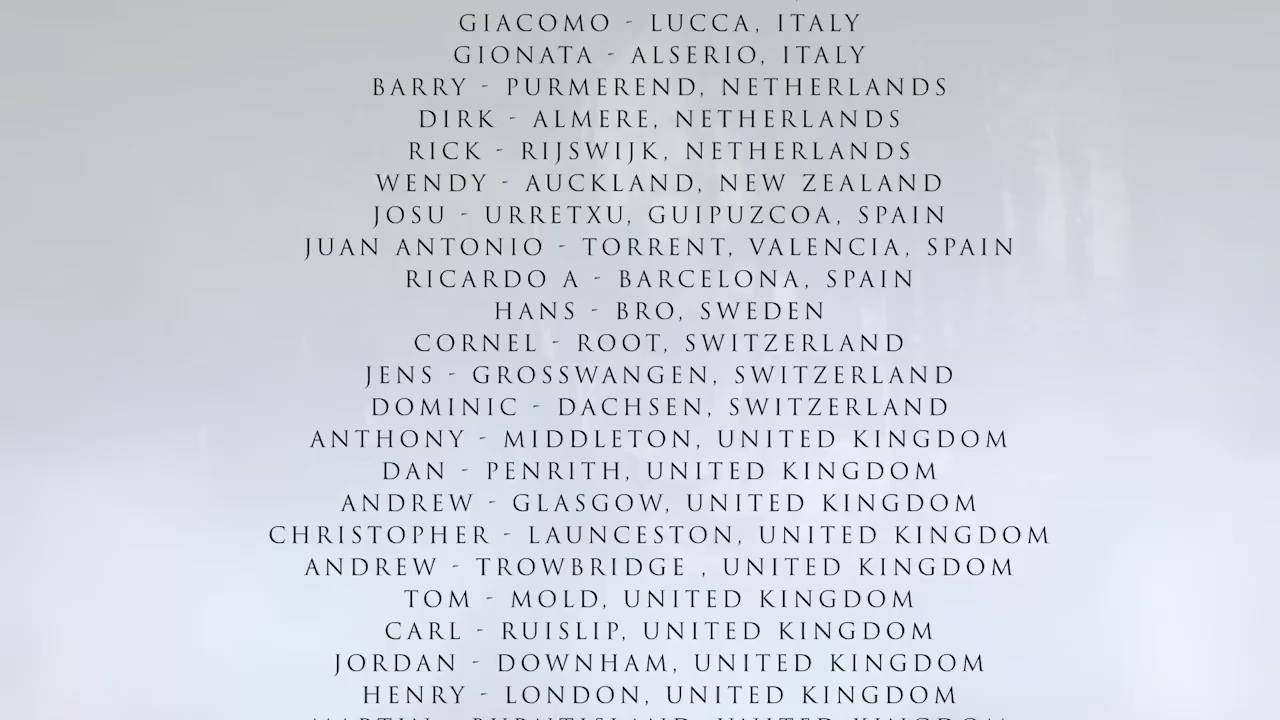 GIACOMO - LUCCA, ITALY
GIONATA - ALSERIO, ITALY
BARRY - PURMEREND, NETHERLANDS
DIRK - ALMERE, NETHERLANDS
RICK - RIJSWIJK, NETHERLANDS
WENDY - AUCKLAND, NEW ZEALAND
JOSU - URRETXU, GUIPUZCOA, SPAIN
JUAN ANTONIO - TORRENT, VALENCIA, SPAIN
RICARDO A - BARCELONA, SPAIN
HANS - BRO, SWEDEN
CORNEL - ROOT, SWITZERLAND
JENS - GROSSWANGEN, SWITZERLAND
DOMINIC - DACHSEN, SWITZERLAND
ANTHONY - MIDDLETON, UNITED KINGDOM
DAN - PENRITH, UNITED KINGDOM
ANDREW - GLASGOW, UNITED KINGDOM
CHRISTOPHER - LAUNCESTON, UNITED KINGDOM
ANDREW - TROWBRIDGE , UNITED KINGDOM
TOM - MOLD, UNITED KINGDOM
CARL - RUISLIP, UNITED KINGDOM
JORDAN - DOWNHAM, UNITED KINGDOM
HENRY - LONDON, UNITED KINGDOM